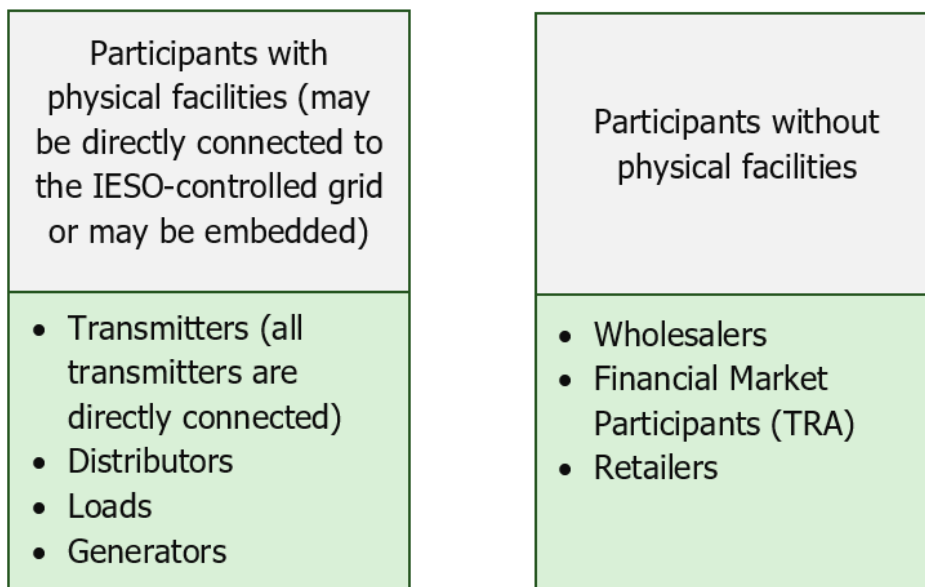 Participants with
physical facilities (may
be directly connected to
the IESO-controlled grid
or may be embedded)
• Transmitters (all
transmitters are
directly connected)
• Distributors
• Loads
• Generators
Participants without
physical facilities
• Wholesalers
• Financial Market
Participants (TRA)
• Retailers